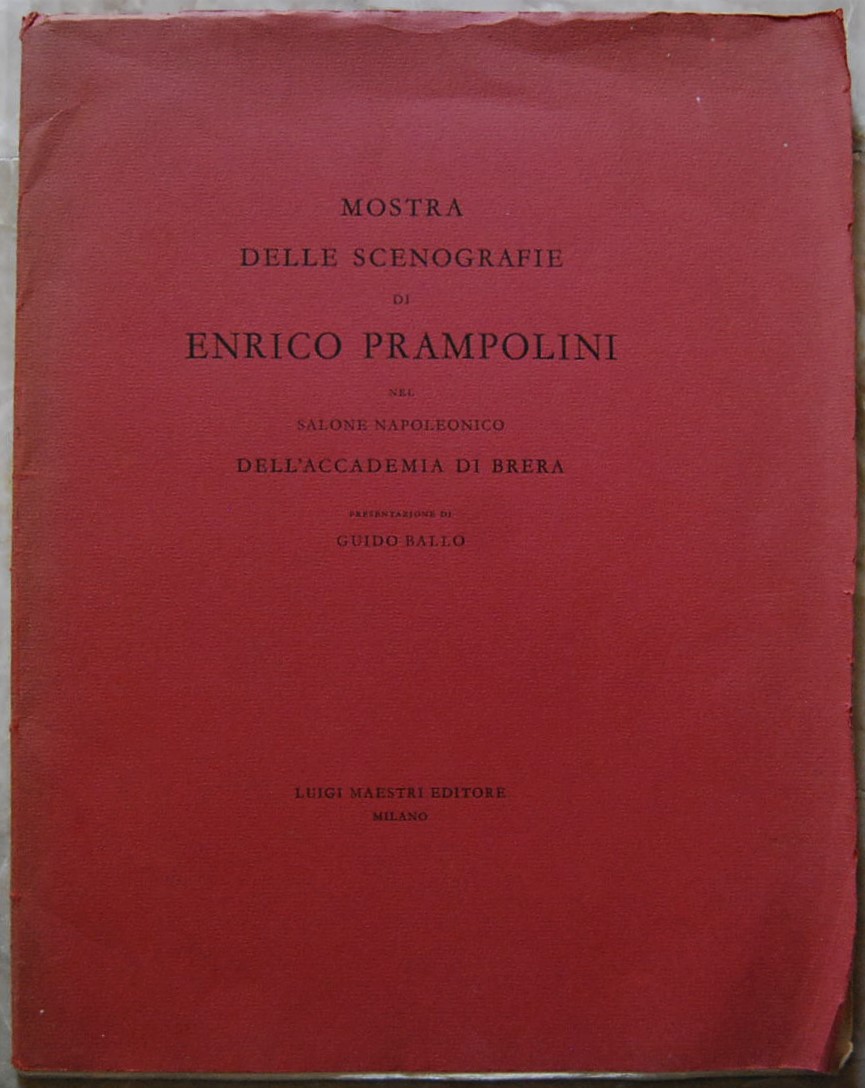 MOSTRA
DELLE SCENOGRAFIE
DI
ENRICO PRAMPOLINI
NEL
SALONE NAPOLEONICO
DELL'ACCADEMIA DI BRERA
PRESENTAZIONE DI
GUIDO BALLO
LUIGI MAESTRI EDITORE
MILANO